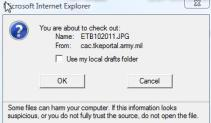 crosoft Internet Explorer
You are about to check out:
Name: ETB102011.JPG
From: cac.tkeportal.army.mil
Use my local drafts folder
OK
Cancel
Some files can harm your computer. If this information looks
suspicious, or you do not fully trust the source, do not open the file.